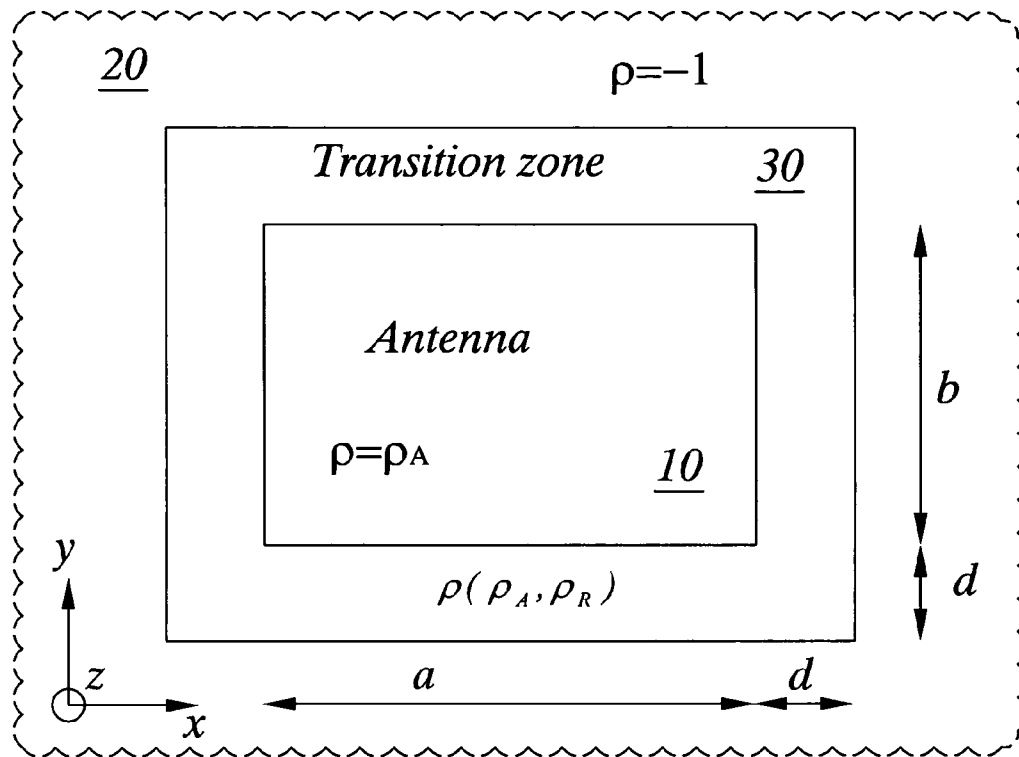 20
ρ=−1
Transition zone
30
Antenna
b
ρ=ρA
10
y
ρ( ρA , ρR )
d
z
a
d
x